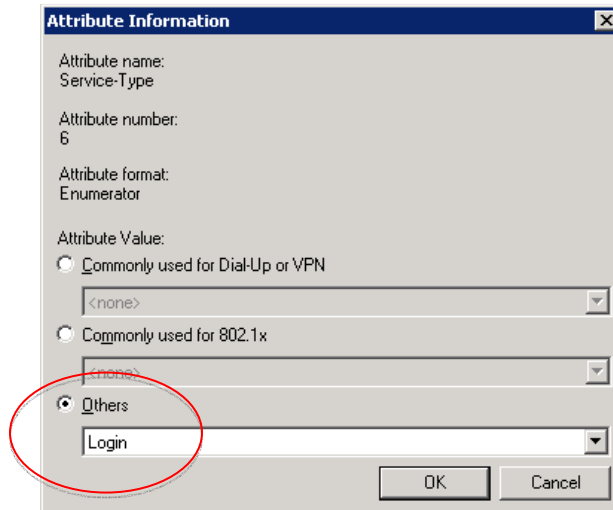 Attribute Information
Attribute name:
Service-Type
Attribute number:
6
Attribute format:
Enumerator
Attribute Value:
Commonly used for Dial-Up or VPN
<none>
Commonly used for 802.1x
<none>
Others
Login
OK
Cancel